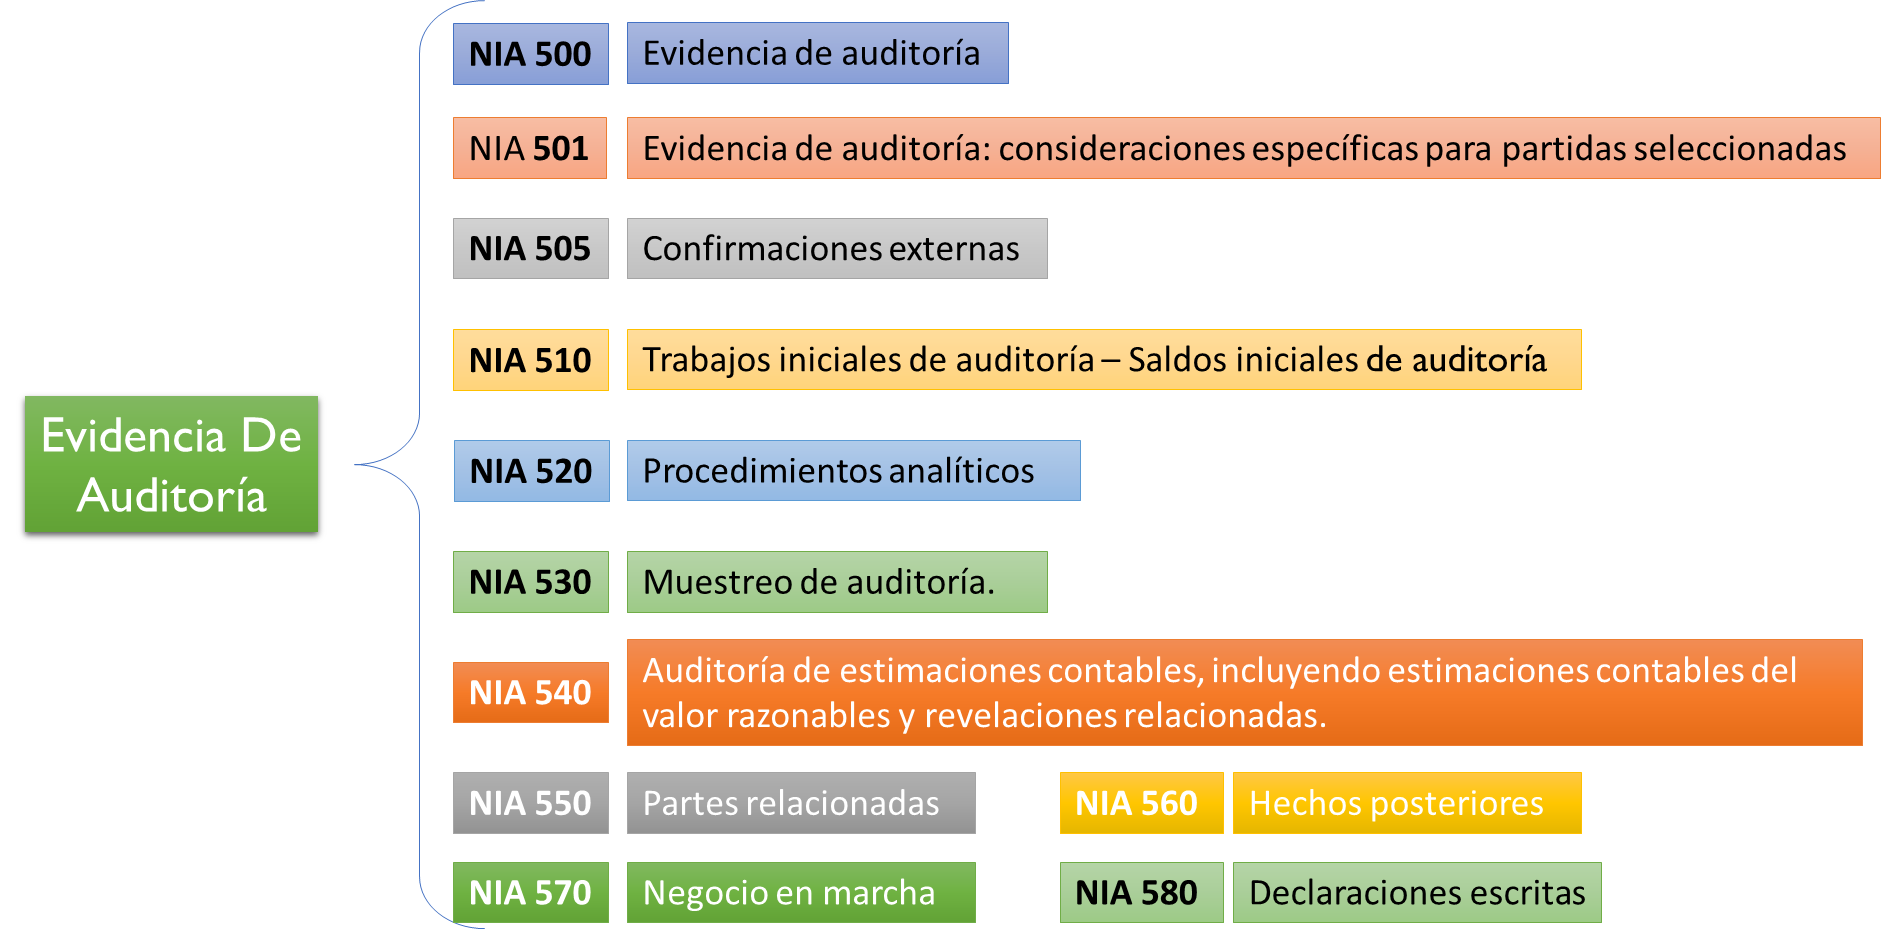 Evidencia De
Auditoría
NIA 500
Evidencia de auditoría
NIA 501
Evidencia de auditoría: consideraciones específicas para partidas seleccionadas
NIA 505
Confirmaciones externas
NIA 510
Trabajos iniciales de auditoría – Saldos iniciales de auditoría
NIA 520
Procedimientos analíticos
NIA 530
Muestreo de auditoría.
NIA 540
Auditoría de estimaciones contables, incluyendo estimaciones contables del
valor razonables y revelaciones relacionadas.
NIA 550
Partes relacionadas
NIA 560
Hechos posteriores
NIA 570
Negocio en marcha
NIA 580
Declaraciones escritas